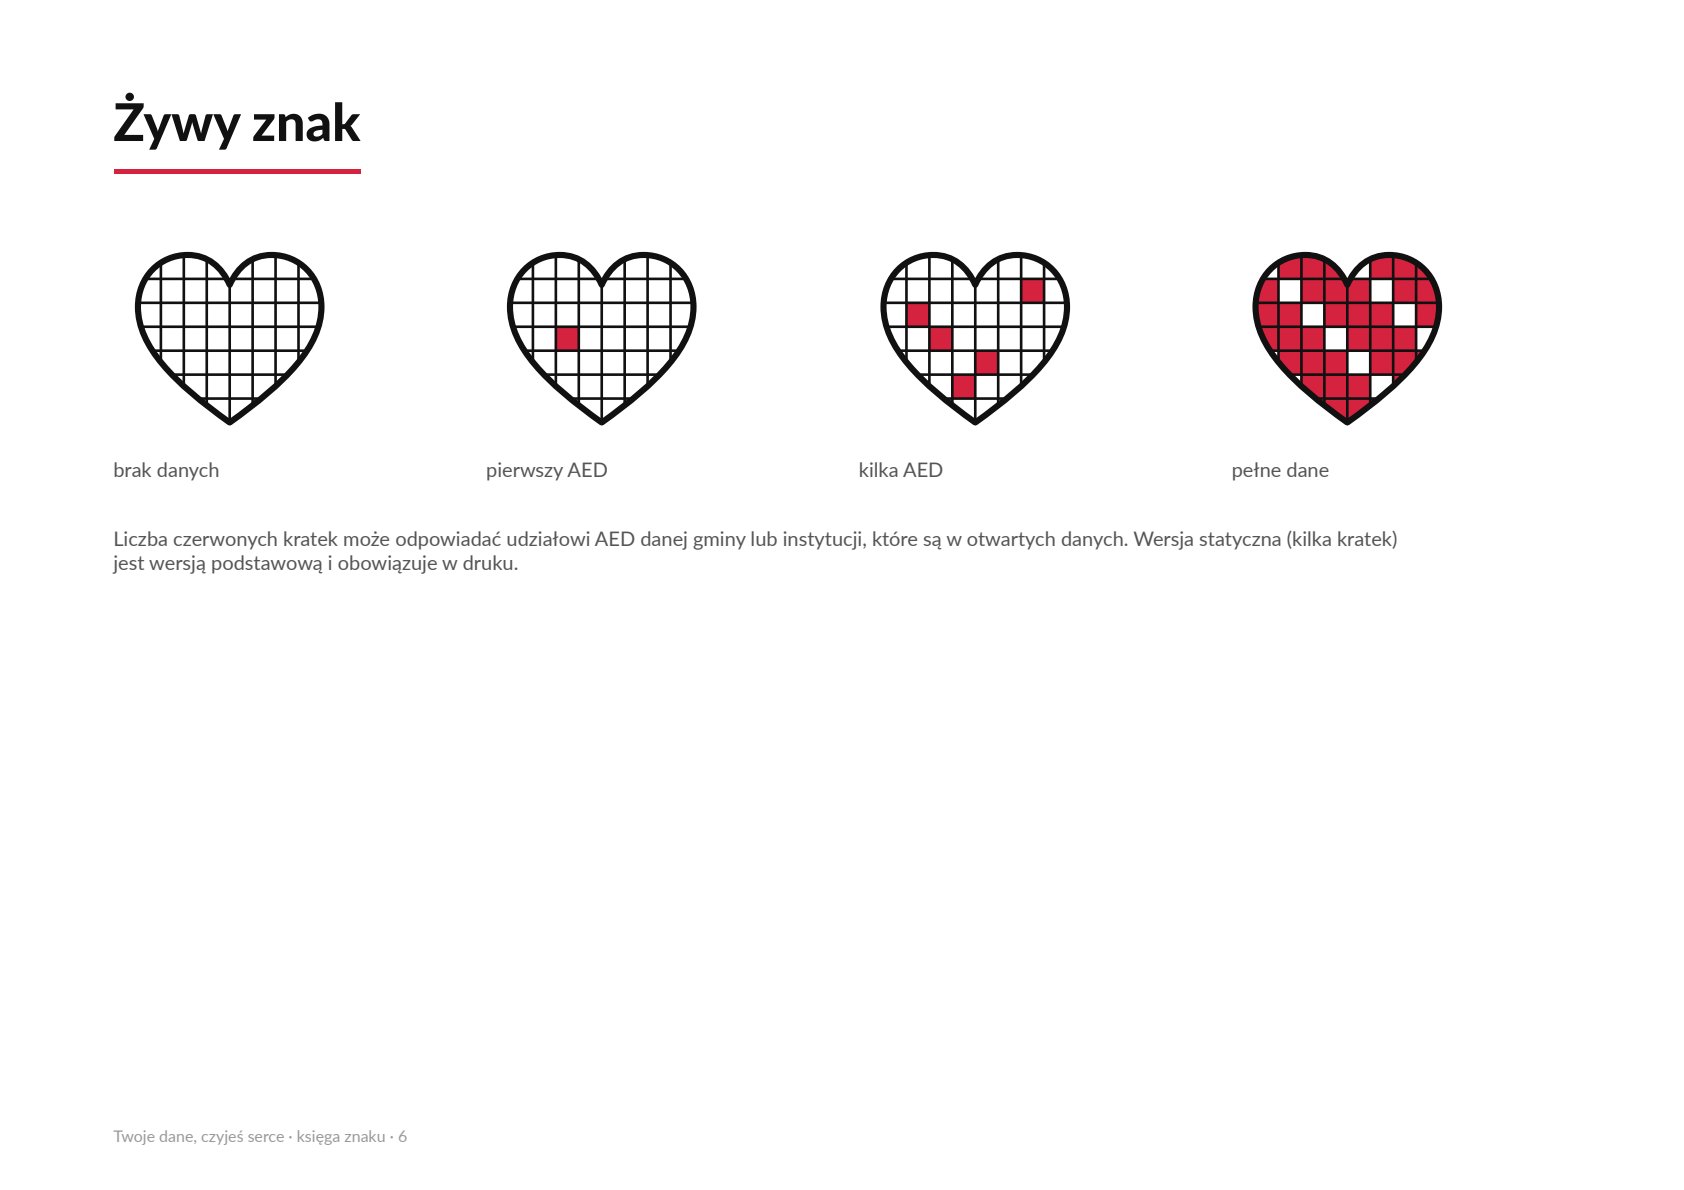 Żywy znak
brak danych
pierwszy AED
kilka AED
pełne dane
Liczba czerwonych kratek może odpowiadać udziałowi AED danej gminy lub instytucji, które są w otwartych danych. Wersja statyczna (kilka kratek)
jest wersją podstawową i obowiązuje w druku.
Twoje dane, czyjeś serce · księga znaku · 6